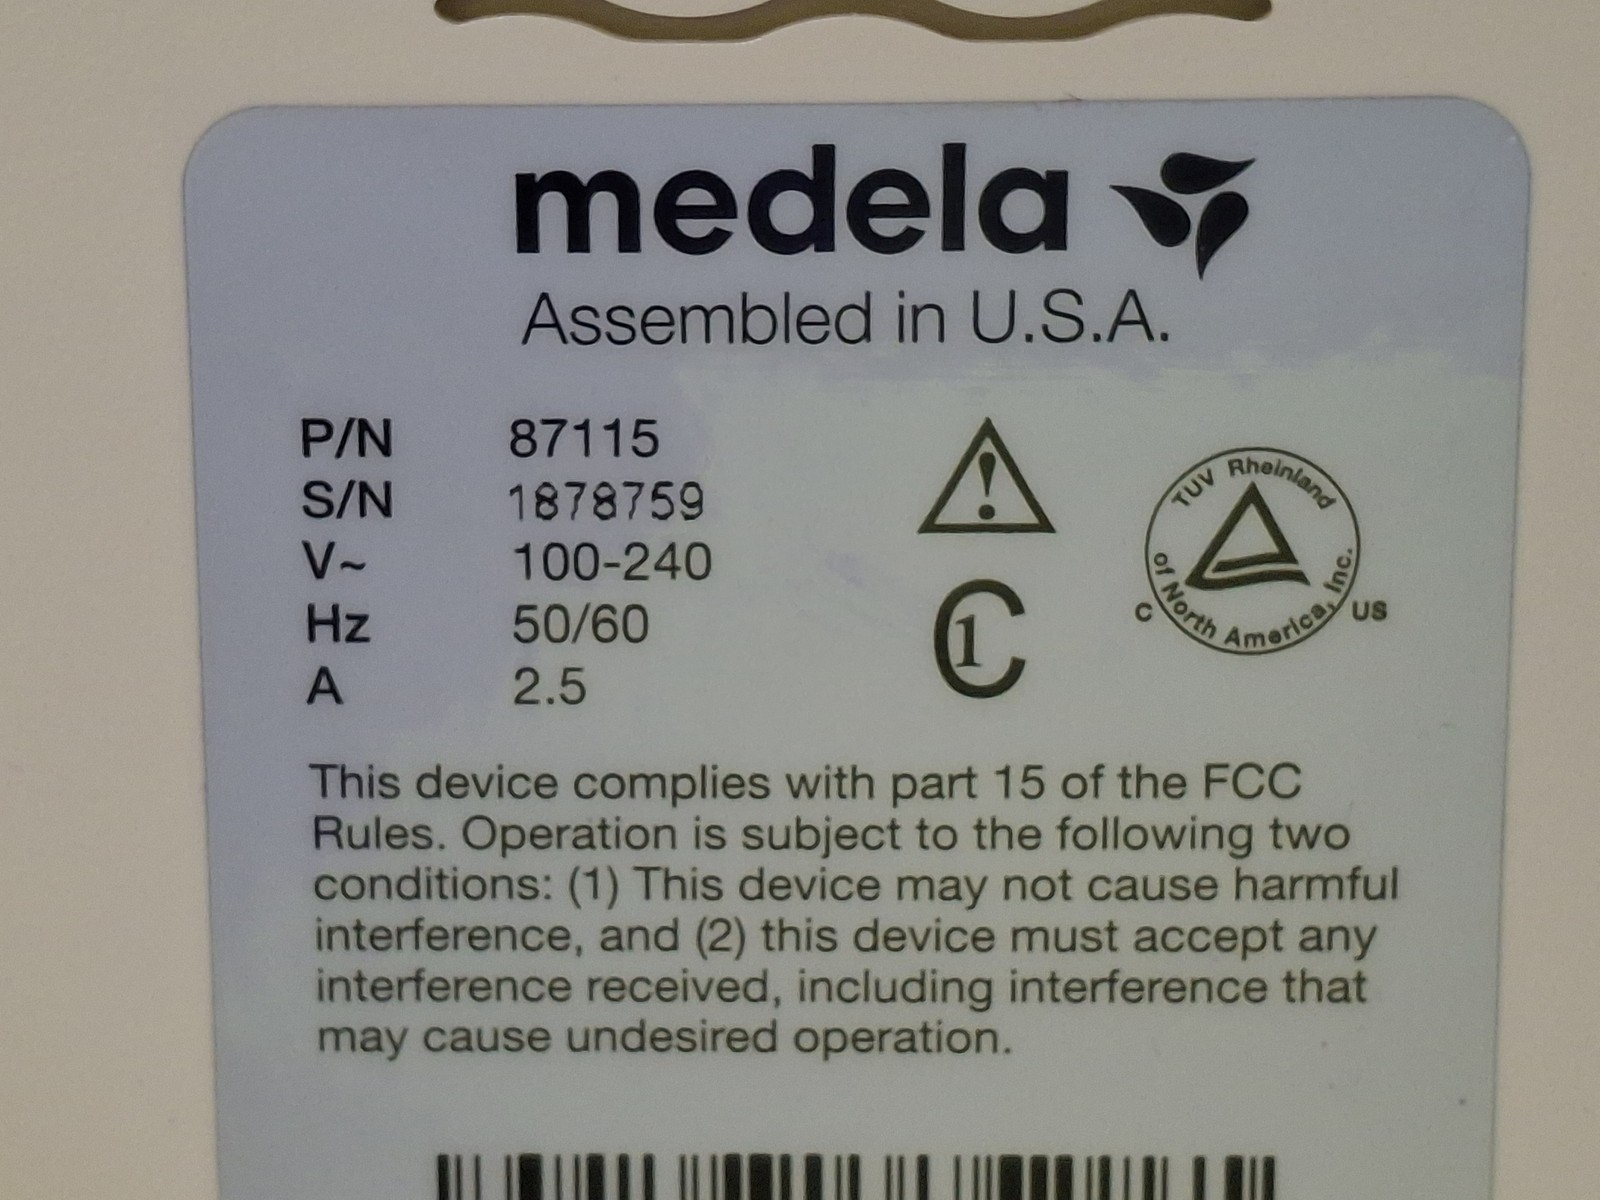 medela
Assembled in U.S.A.
P/N 87115
S/N 1878759
V~ 100-240
Hz 50/60
A 2.5
!
C1
TUV Rheinland
of North America, Inc.
C US
This device complies with part 15 of the FCC
Rules. Operation is subject to the following two
conditions: (1) This device may not cause harmful
interference, and (2) this device must accept any
interference received, including interference that
may cause undesired operation.